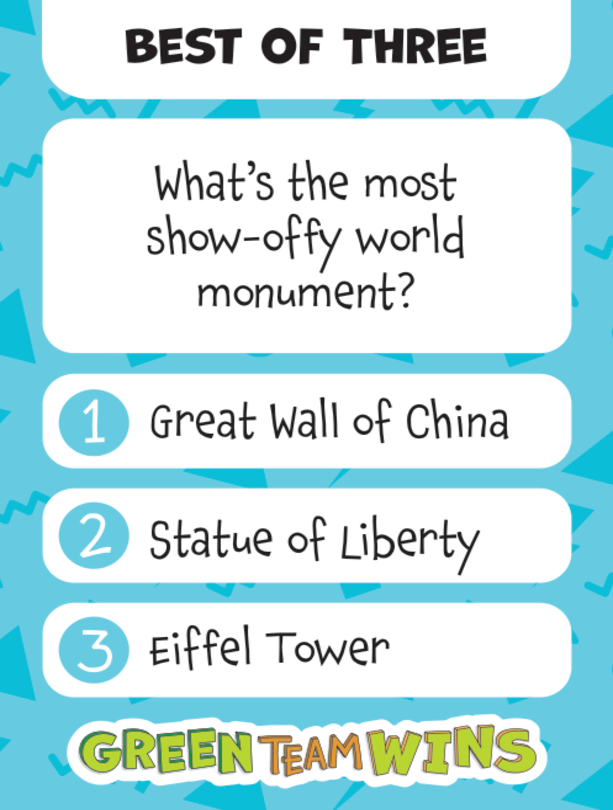 BEST OF THREE
What's the most
show-offy world
monument?
1 Great Wall of China
2 Statue of Liberty
3 Eiffel Tower
GREEN TEAM WINS